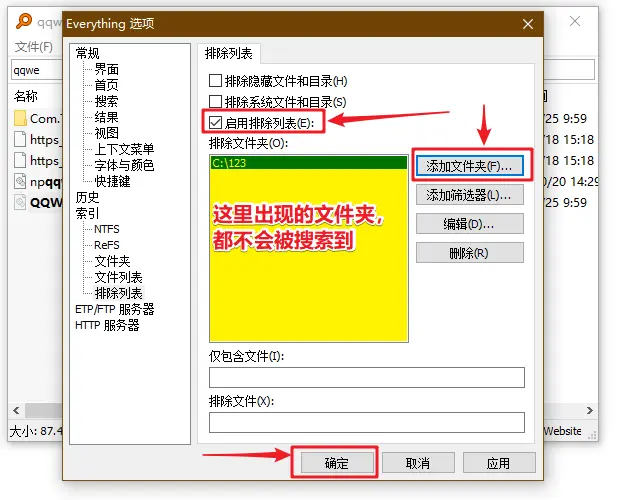 qqw
Everything 选项
文件(F)
qqwe
名称
Com.
https_
https_
npqq
QQW
常规
界面
首页
搜索
结果
视图
上下文菜单
字体与颜色
快捷键
历史
索引
NTFS
ReFS
文件夹
文件列表
排除列表
ETP/FTP 服务器
HTTP 服务器
排除列表
排除隐藏文件和目录(H)
排除系统文件和目录(S)
启用排除列表(E):
排除文件夹(O):
C:\123
这里出现的文件夹,
都不会被搜索到
添加文件夹(F)...
添加筛选器(L)...
编辑(D)...
删除(R)
仅包含文件(I):
排除文件(X):
/25 9:59
/18 15:18
/18 15:18
/20 14:29
/25 9:59
大小: 87.4
Website
确定
取消
应用